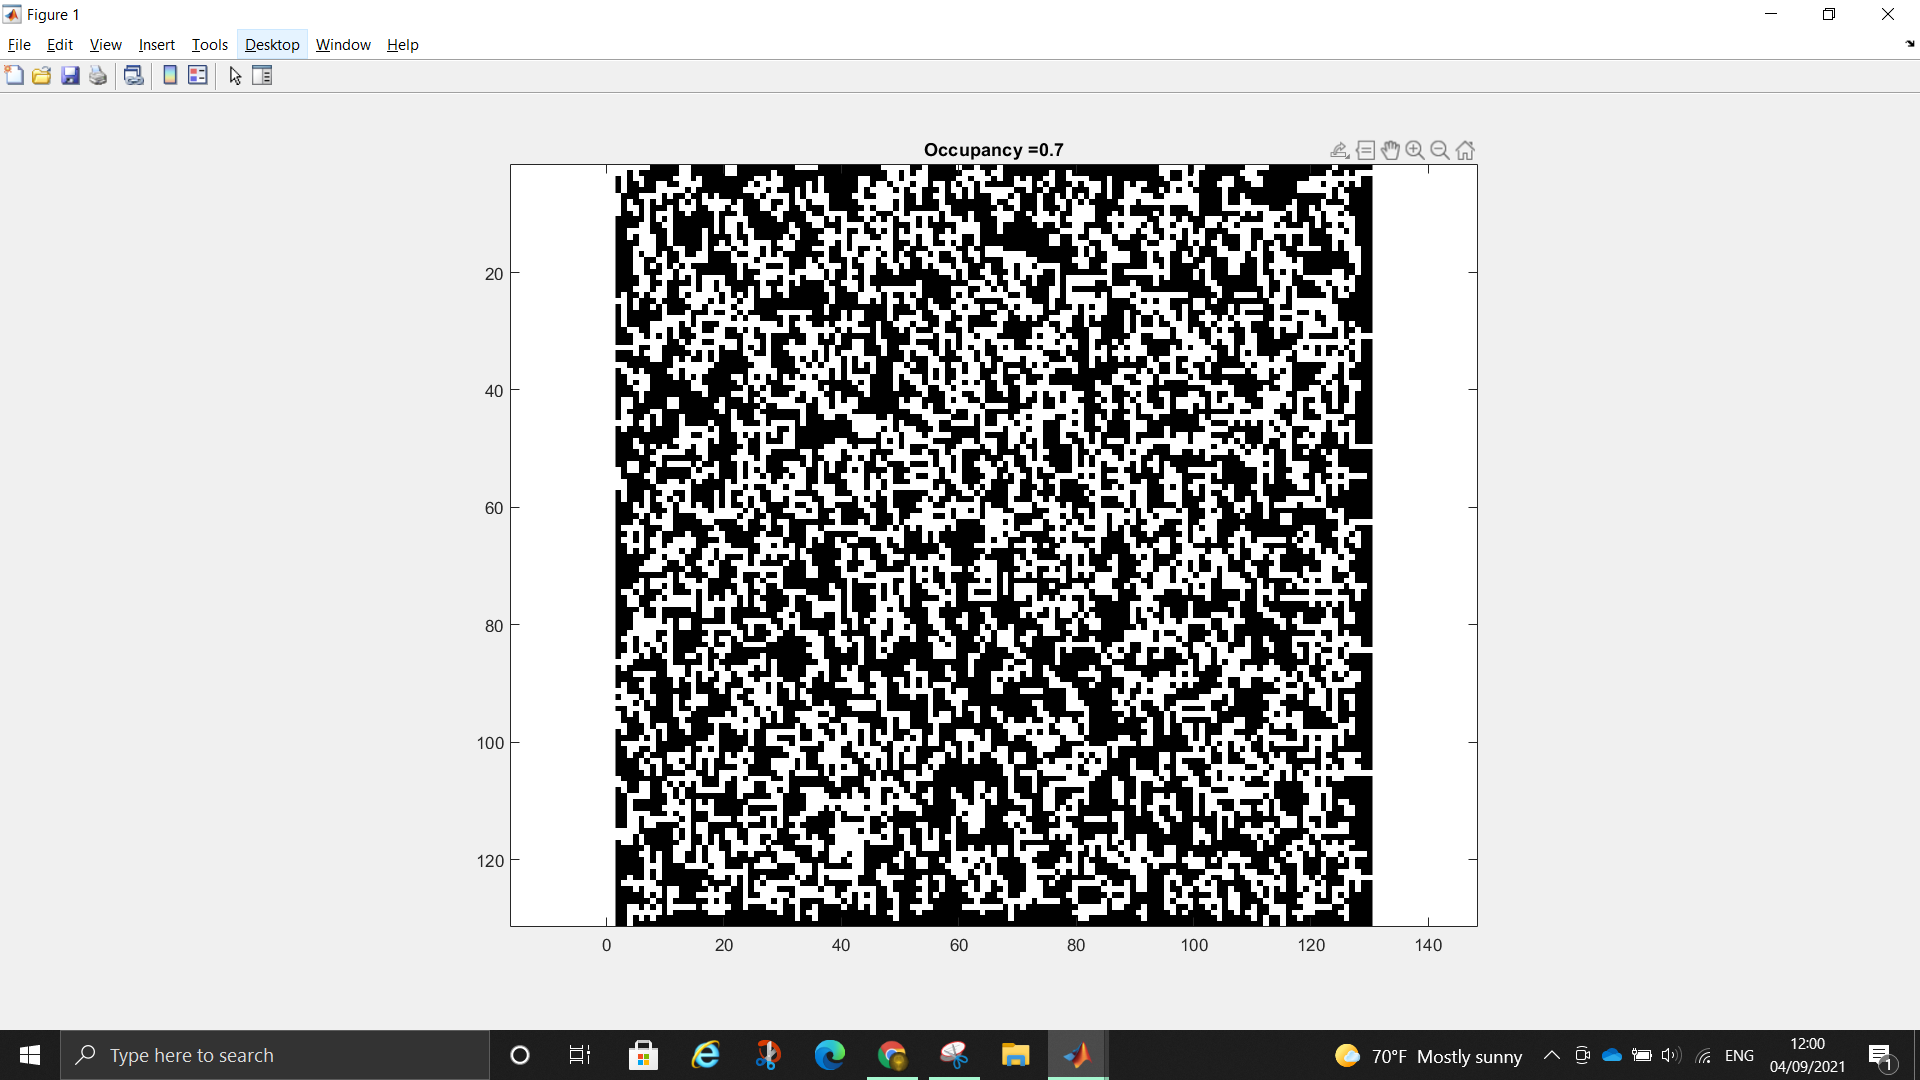 Figure 1
File Edit View Insert Tools Desktop Window Help
Occupancy =0.7
20
40
60
80
100
120
0 20 40 60 80 100 120 140
Type here to search
70°F Mostly sunny
ENG
12:00
04/09/2021
1